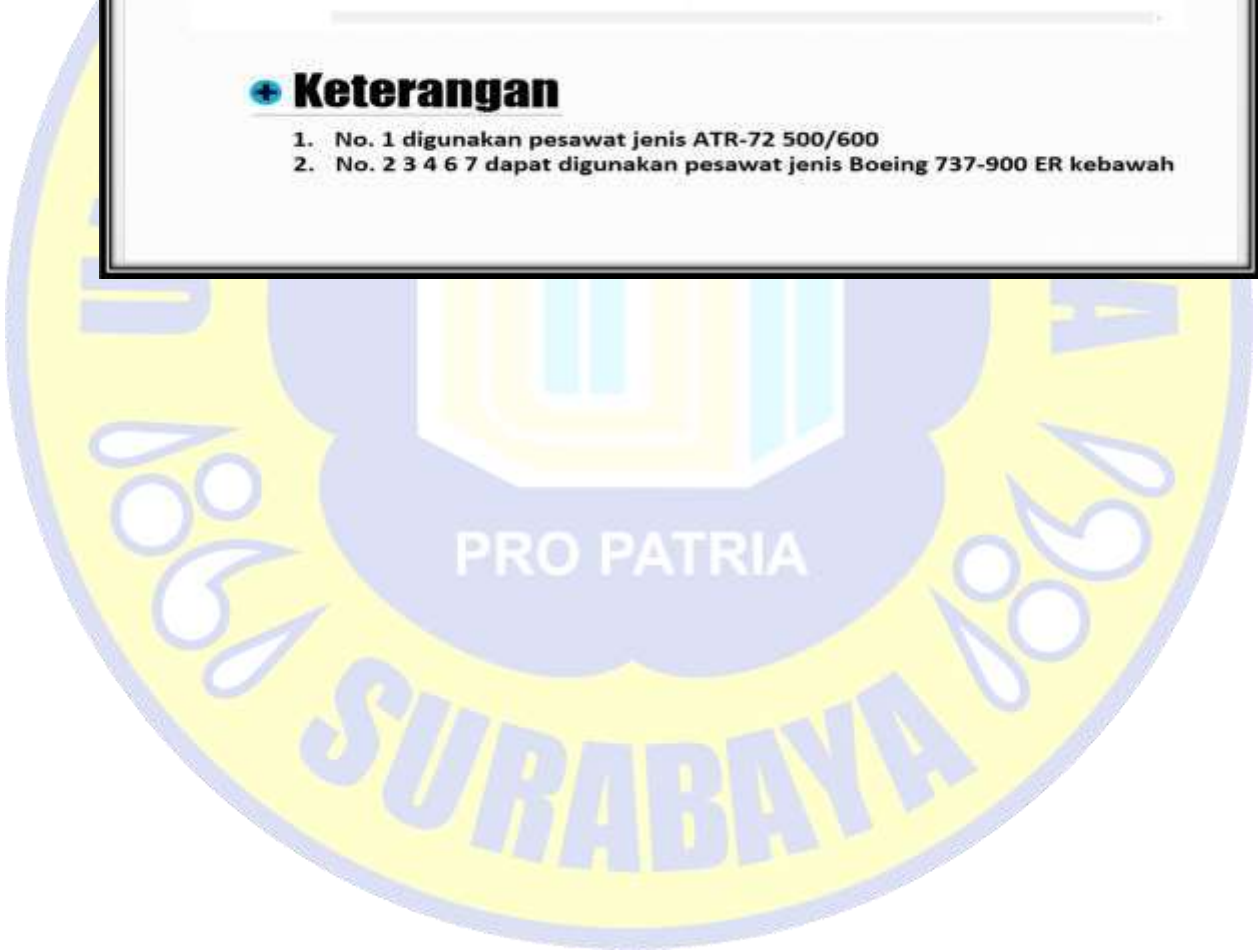 Keterangan
1. No. 1 digunakan pesawat jenis ATR-72 500/600
2. No. 2 3 4 6 7 dapat digunakan pesawat jenis Boeing 737-900 ER kebawah
PRO PATRIA
SURABAYA